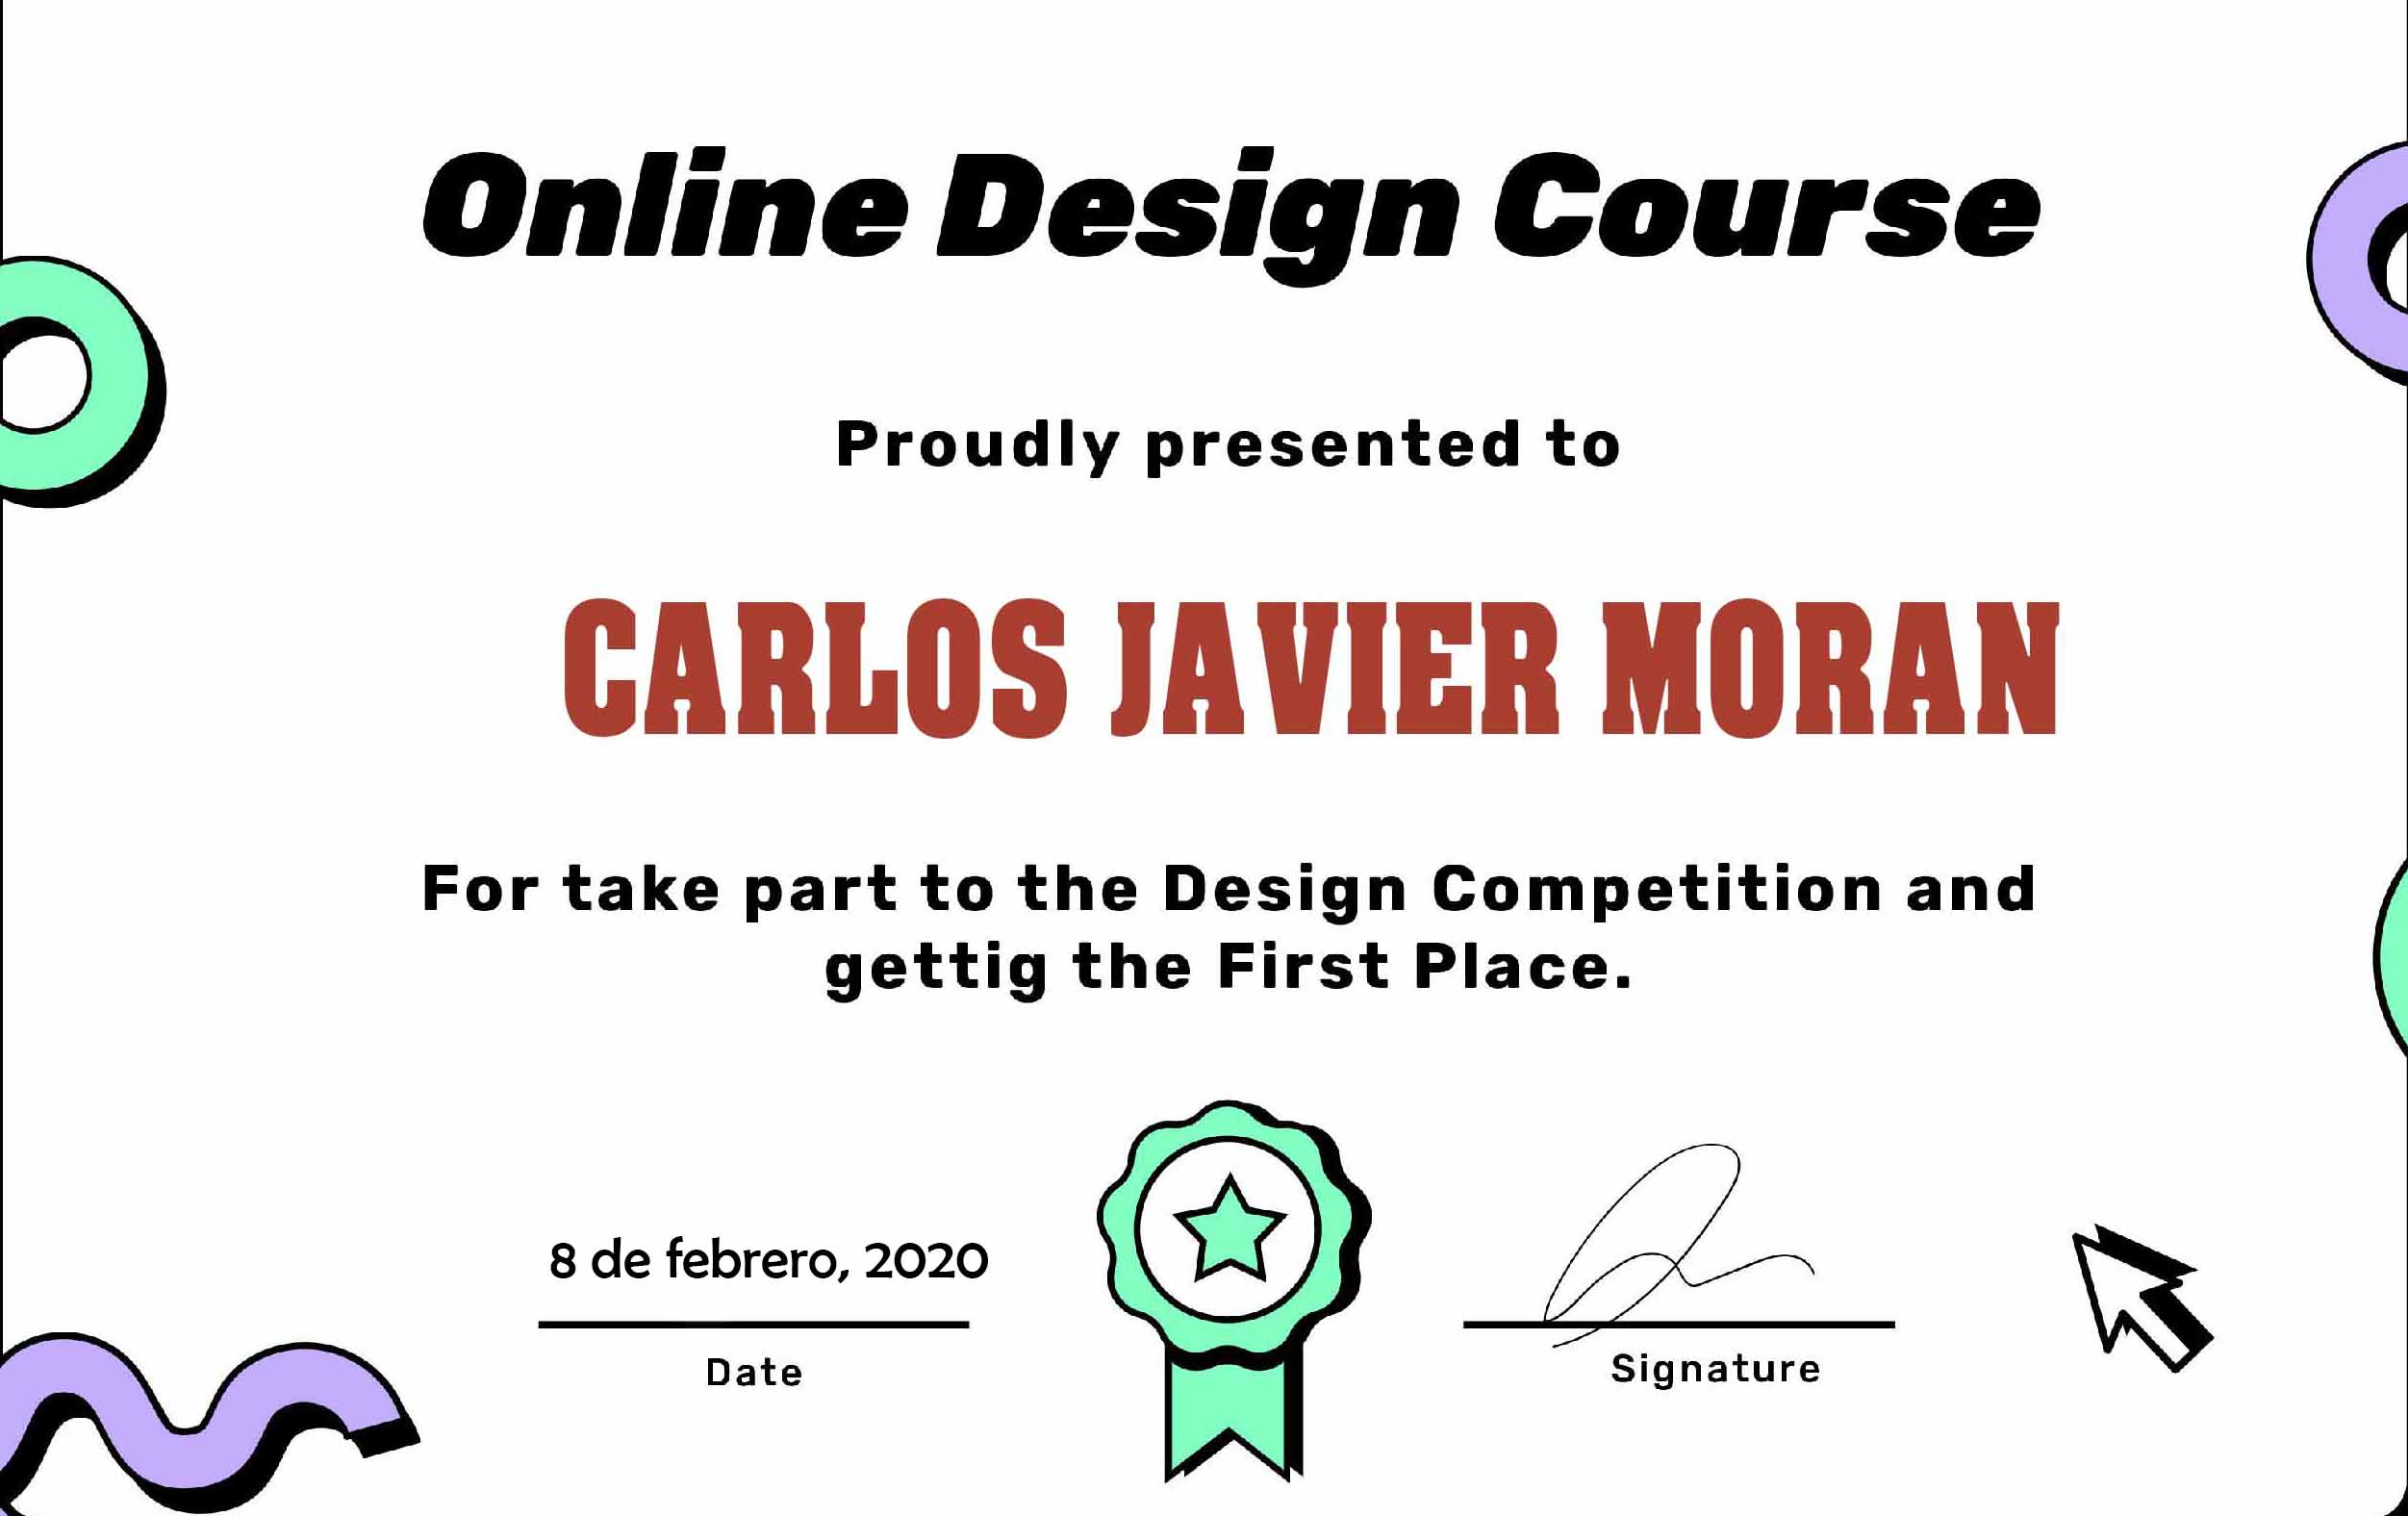 Online Design Course
Proudly presented to
CARLOS JAVIER MORAN
For take part to the Design Competition and
gettig the First Place.
8 de febrero, 2020
Date
Signature